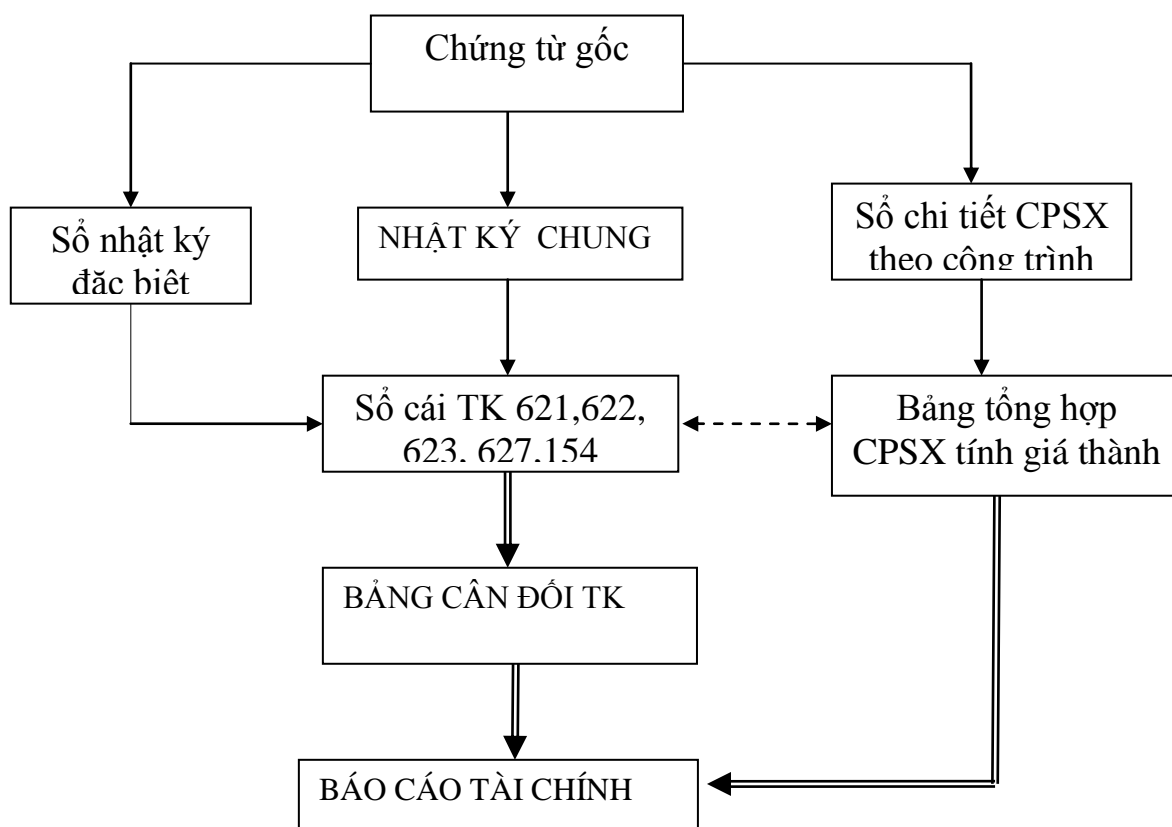 Chứng từ gốc
Sổ nhật ký
đặc biệt
NHẬT KÝ CHUNG
Sổ chi tiết CPSX
theo công trình
Sổ cái TK 621,622,
623, 627,154
Bảng tổng hợp
CPSX tính giá thành
BẢNG CÂN ĐỐI TK
BÁO CÁO TÀI CHÍNH